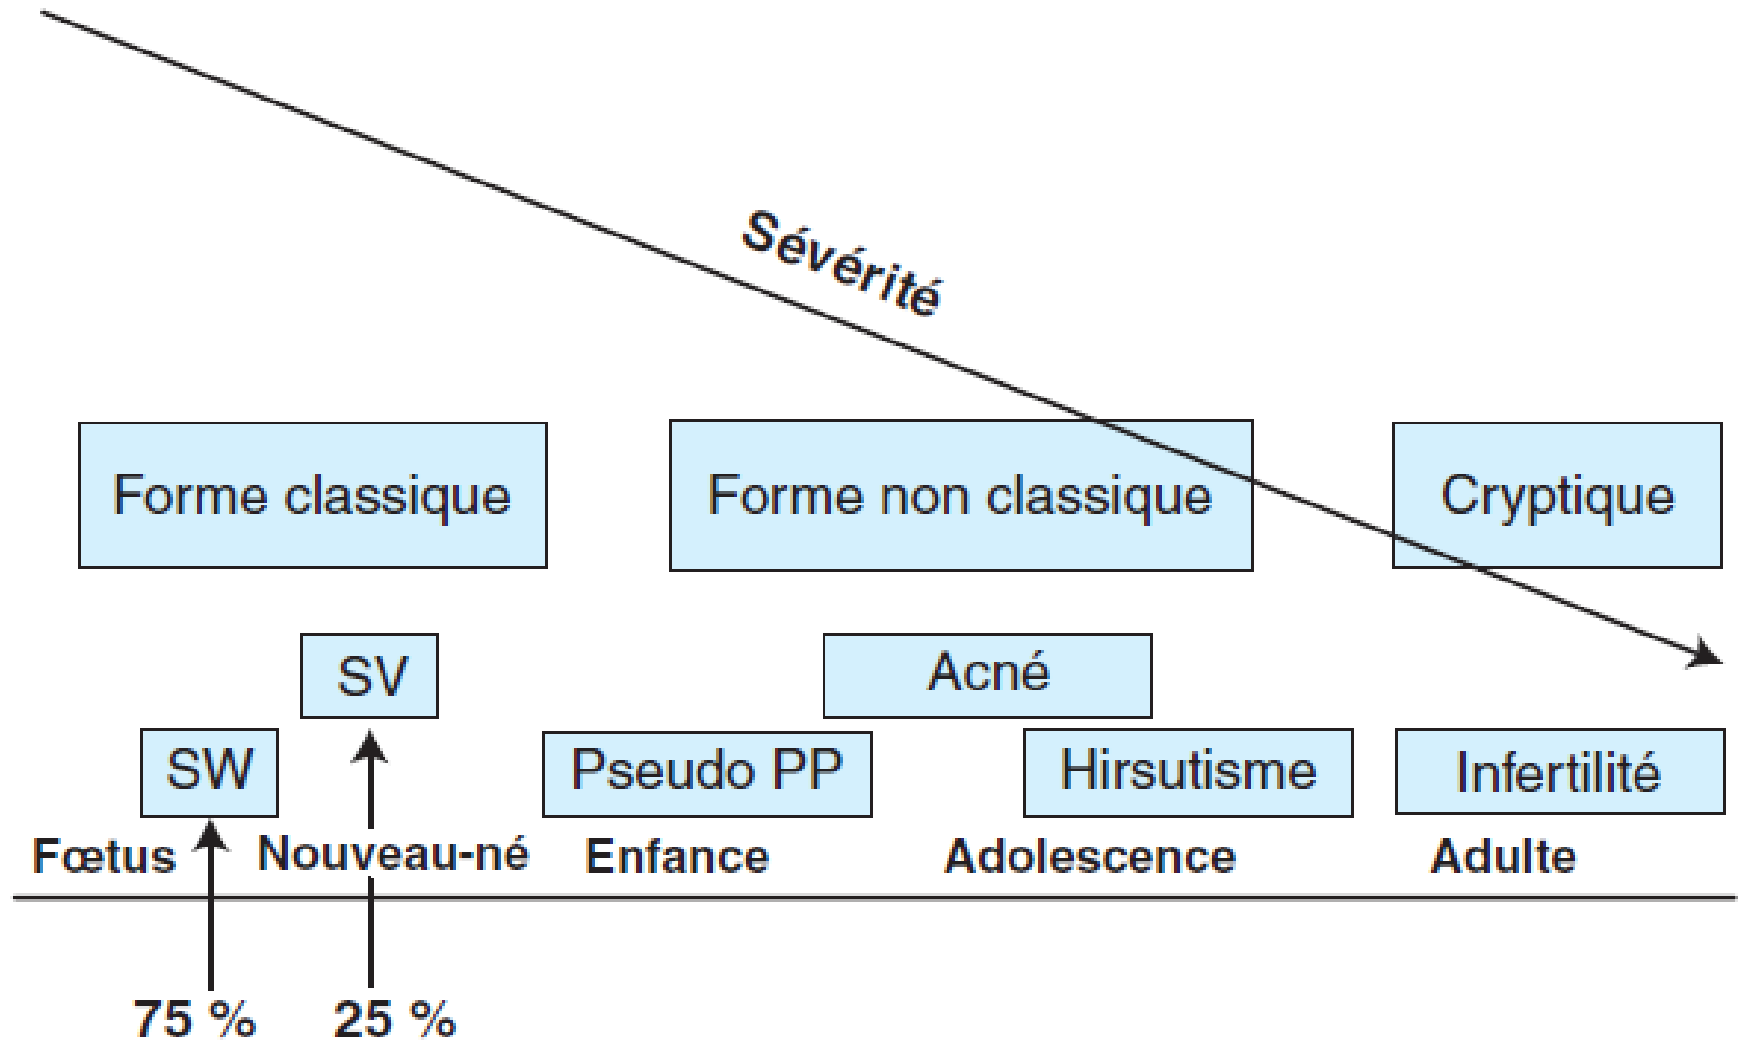 Sévérité
Forme classique
Forme non classique
Cryptique
SV
Acné
SW
Pseudo PP
Hirsutisme
Infertilité
Fœtus
Nouveau-né
Enfance
Adolescence
Adulte
75 %
25 %